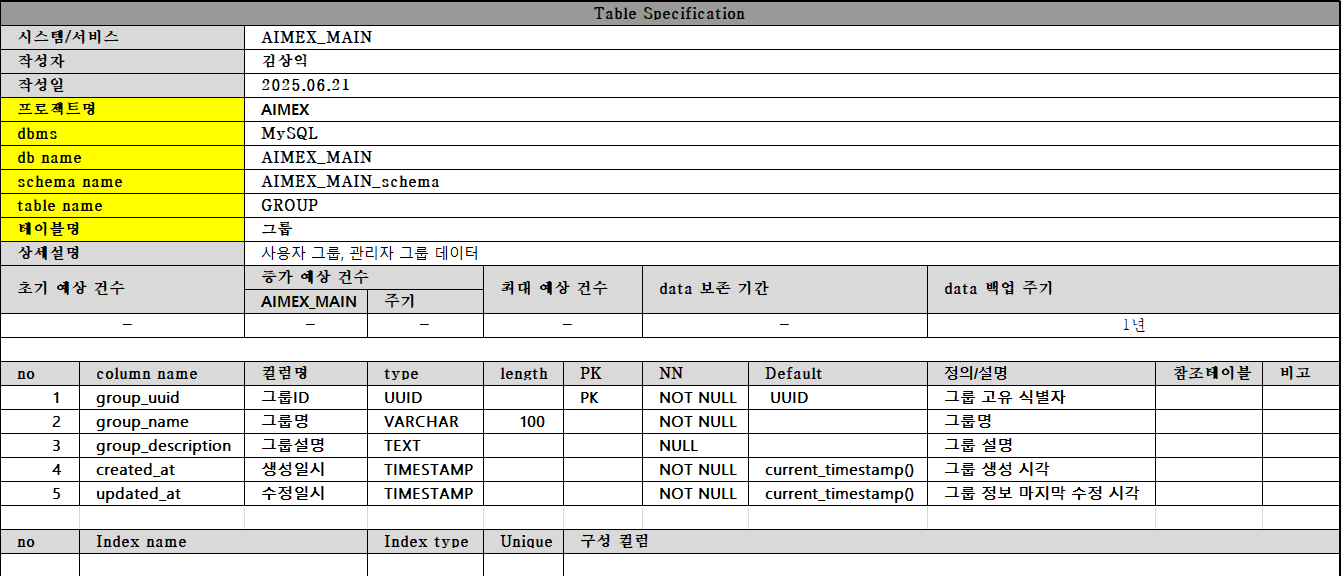 Table Specification
시스템/서비스 AIMEX_MAIN
작성자 김상익
작성일 2025.06.21
프로젝트명 AIMEX
dbms MySQL
db name AIMEX_MAIN
schema name AIMEX_MAIN_schema
table name GROUP
테이블명 그룹
상세설명 사용자 그룹, 관리자 그룹 데이터
초기 예상 건수 증가 예상 건수 최대 예상 건수 data 보존 기간 data 백업 주기
AIMEX_MAIN 주기
- - - - - 1년
no column name 컬럼명 type length PK NN Default 정의/설명 참조테이블 비고
1 group_uuid 그룹ID UUID PK NOT NULL UUID 그룹 고유 식별자
2 group_name 그룹명 VARCHAR 100 NOT NULL 그룹명
3 group_description 그룹설명 TEXT NULL 그룹 설명
4 created_at 생성일시 TIMESTAMP NOT NULL current_timestamp() 그룹 생성 시각
5 updated_at 수정일시 TIMESTAMP NOT NULL current_timestamp() 그룹 정보 마지막 수정 시각
no Index name Index type Unique 구성 컬럼